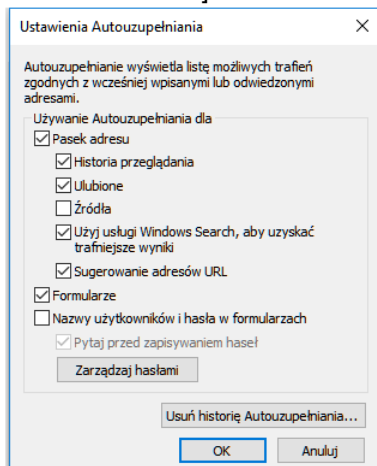 Ustawienia Autouzupełniania
Autouzupełnianie wyświetla listę możliwych trafień
zgodnych z wcześniej wpisanymi lub odwiedzonymi
adresami.
Używanie Autouzupełniania dla
Pasek adresu
Historia przeglądania
Ulubione
Źródła
Użyj usługi Windows Search, aby uzyskać
trafniejsze wyniki
Sugerowanie adresów URL
Formularze
Nazwy użytkowników i hasła w formularzach
Pytaj przed zapisywaniem haseł
Zarządzaj hasłami
Usuń historię Autouzupełniania...
OK Anuluj